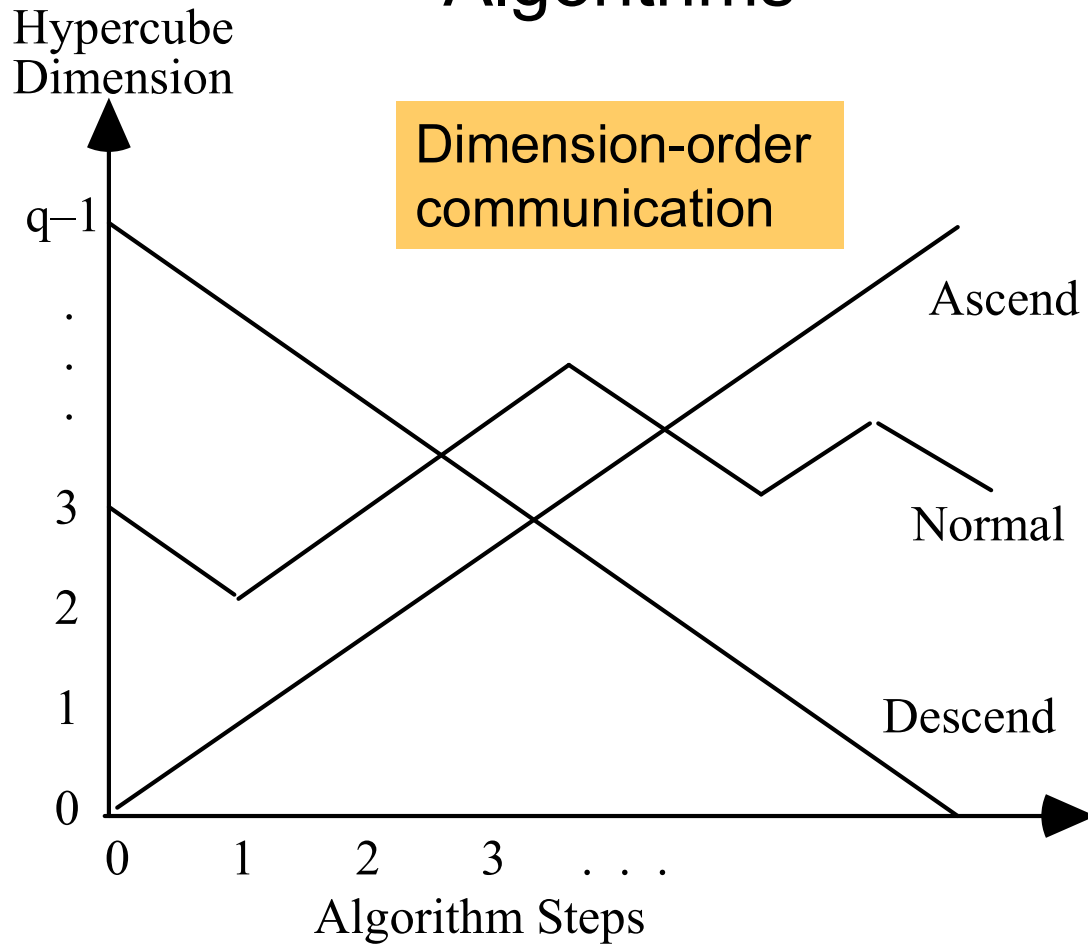 Algorithms
Hypercube
Dimension
Dimension-order
communication
q–1
Ascend
.
.
.
3
Normal
2
1
Descend
0
0 1 2 3 . . .
Algorithm Steps